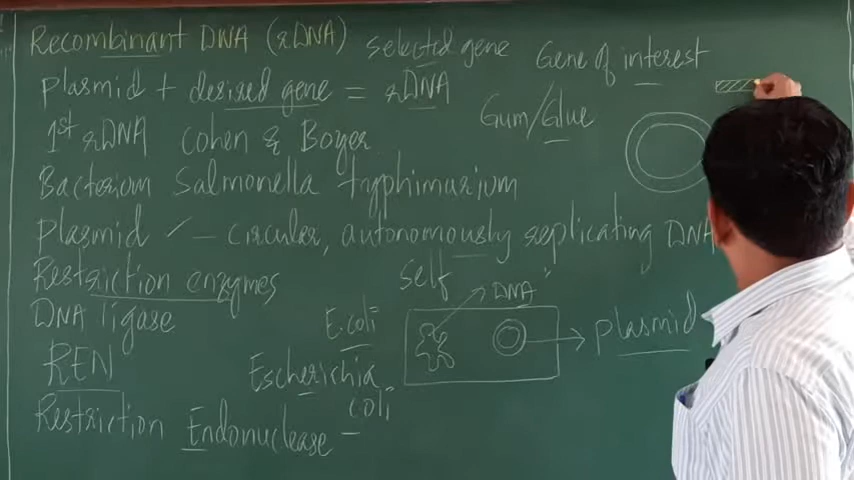 Recombinant DNA (rDNA) selected gene Gene of interest
Plasmid + desired gene = rDNA
Gum/Glue
1st rDNA Cohen & Boyer
Bacterium Salmonella tryphimurium
Plasmid ✓ – circular, autonomously replicating DNA
Restriction enzymes self
DNA
DNA ligase E.coli
plasmid
REN Escherichia
coli
Restriction Endonuclease